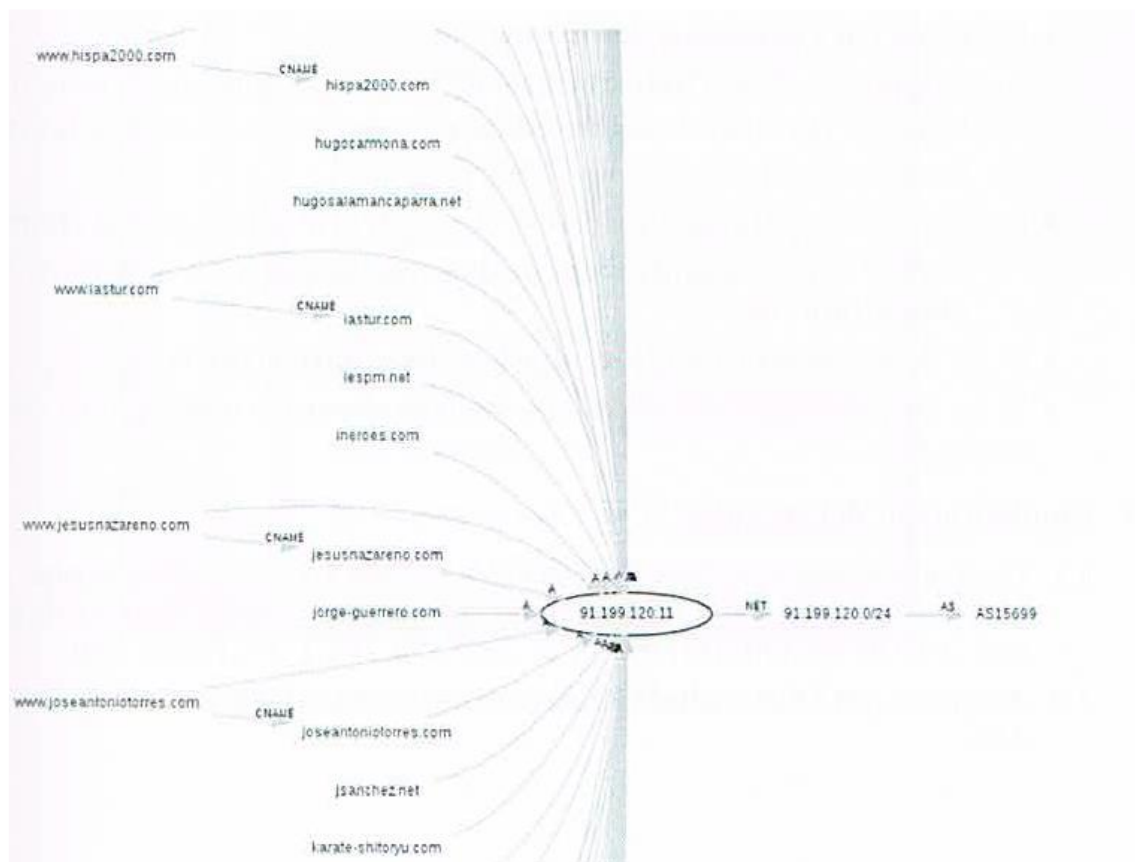 www.hispa2000.com
CNAME
hispa2000.com
hugocarmona.com
hugosalamancaparra.net
www.iastur.com
CNAME
iastur.com
iespm.net
ineroes.com
www.jesusnazareno.com
CNAME
jesusnazareno.com
A
A A
jorge-guerrero.com
A
91.199.120.11
NET
91.199.120.0/24
AS
AS15699
A
www.joseantoniotorres.com
CNAME
joseantoniotorres.com
jsanchez.net
karate-shitoryu.com